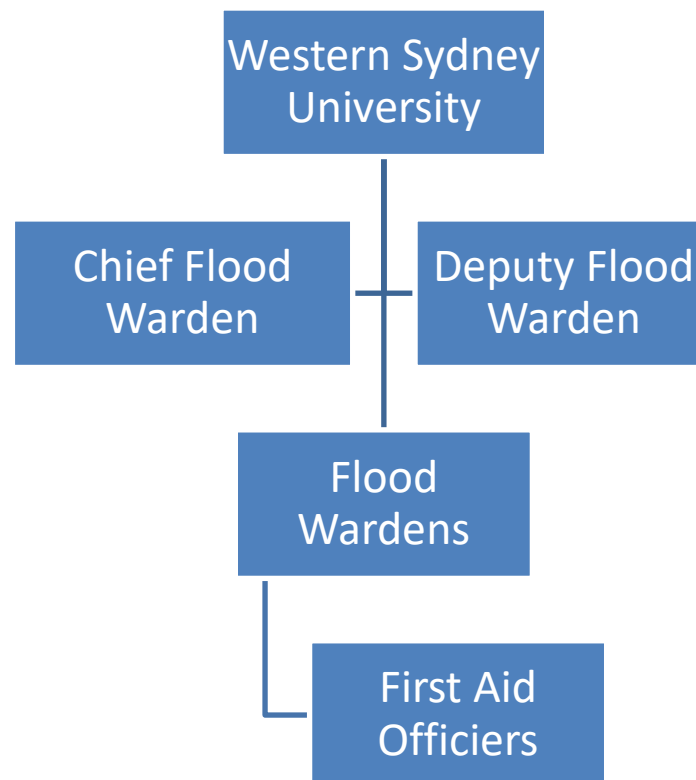 Western Sydney
University
Chief Flood
Warden
Deputy Flood
Warden
Flood
Wardens
First Aid
Officiers